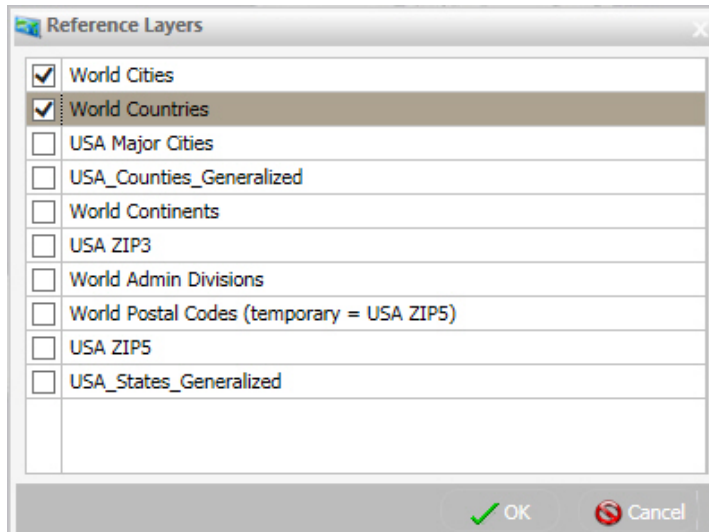 Reference Layers
World Cities
World Countries
USA Major Cities
USA_Counties_Generalized
World Continents
USA ZIP3
World Admin Divisions
World Postal Codes (temporary = USA ZIP5)
USA ZIP5
USA_States_Generalized
OK Cancel